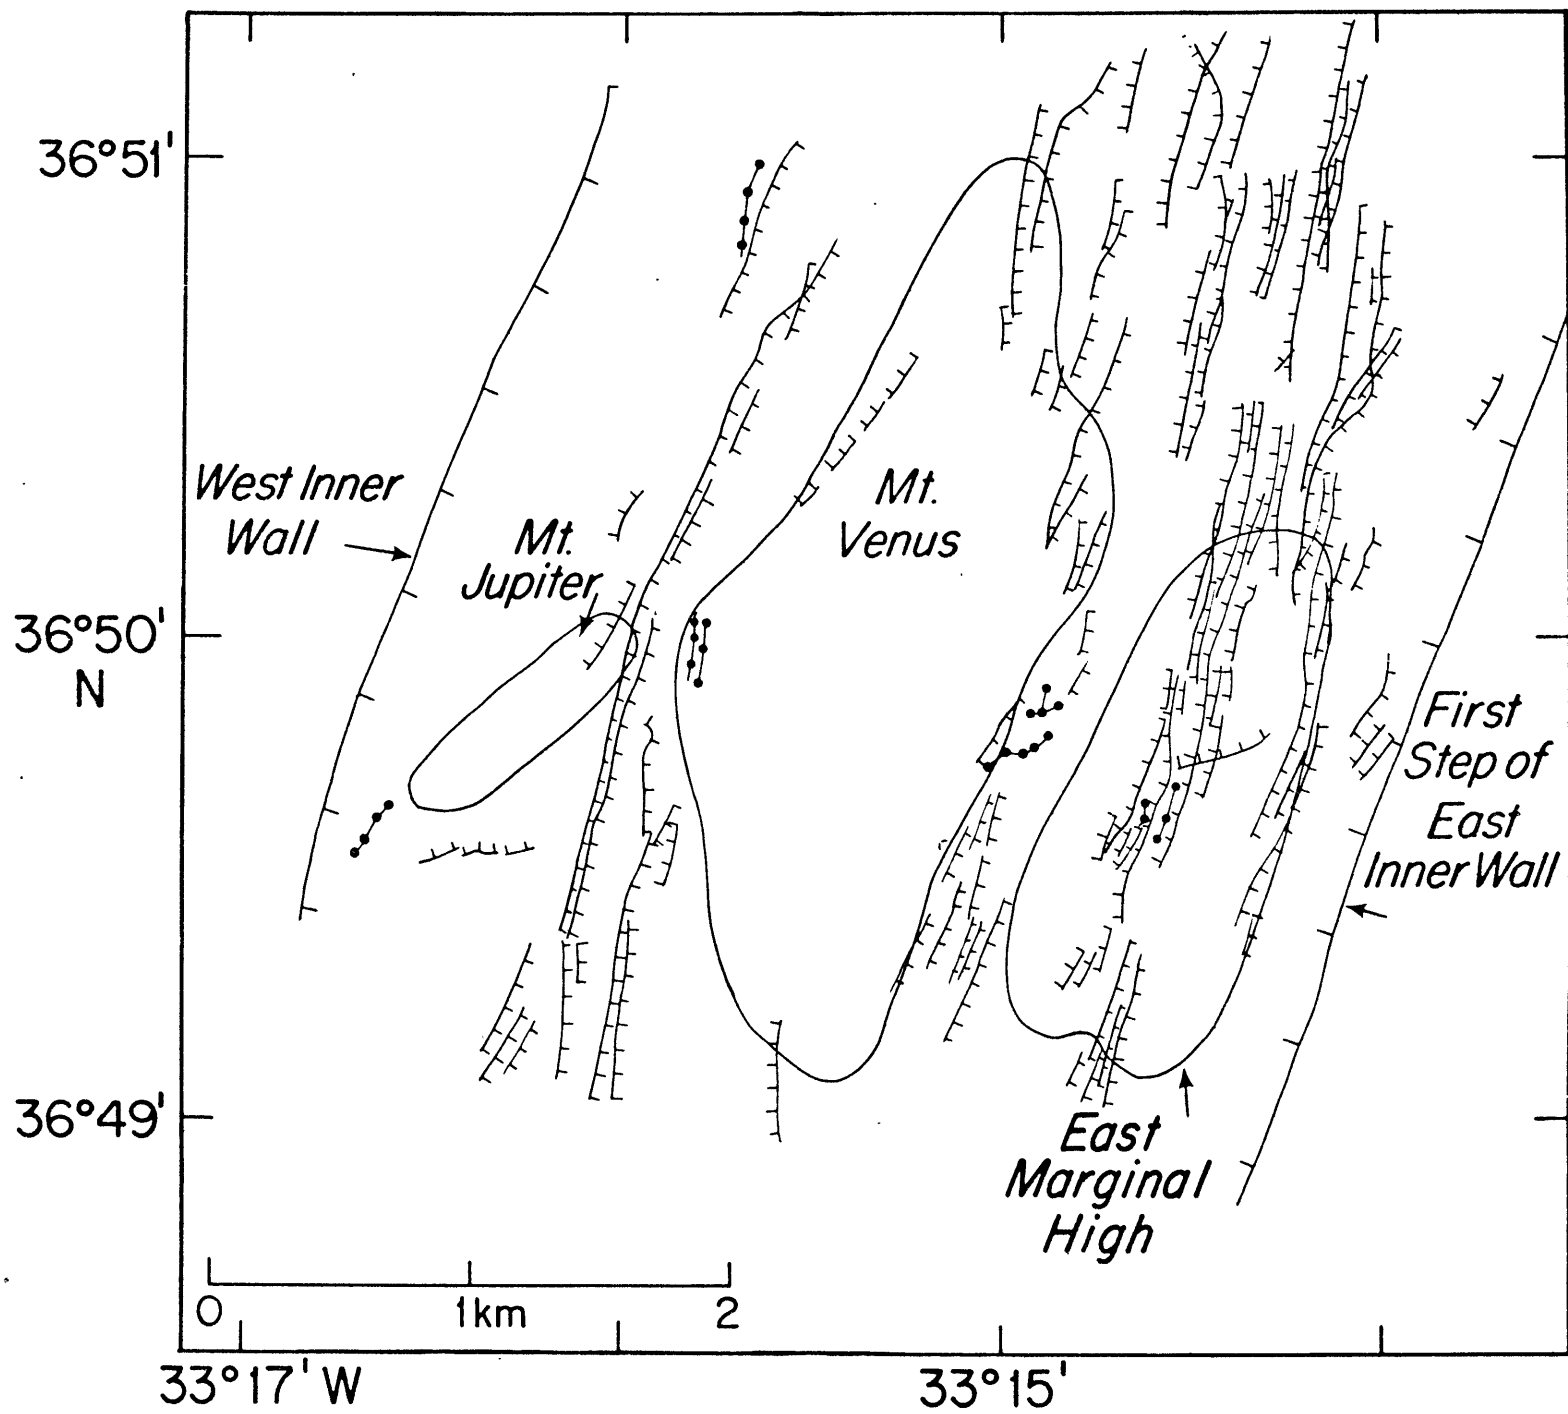 36°51'
West Inner
Wall
Mt.
Jupiter
Mt.
Venus
36°50'
N
First
Step of
East
Inner Wall
36°49'
East
Marginal
High
0 1km 2
33°17' W 33°15'